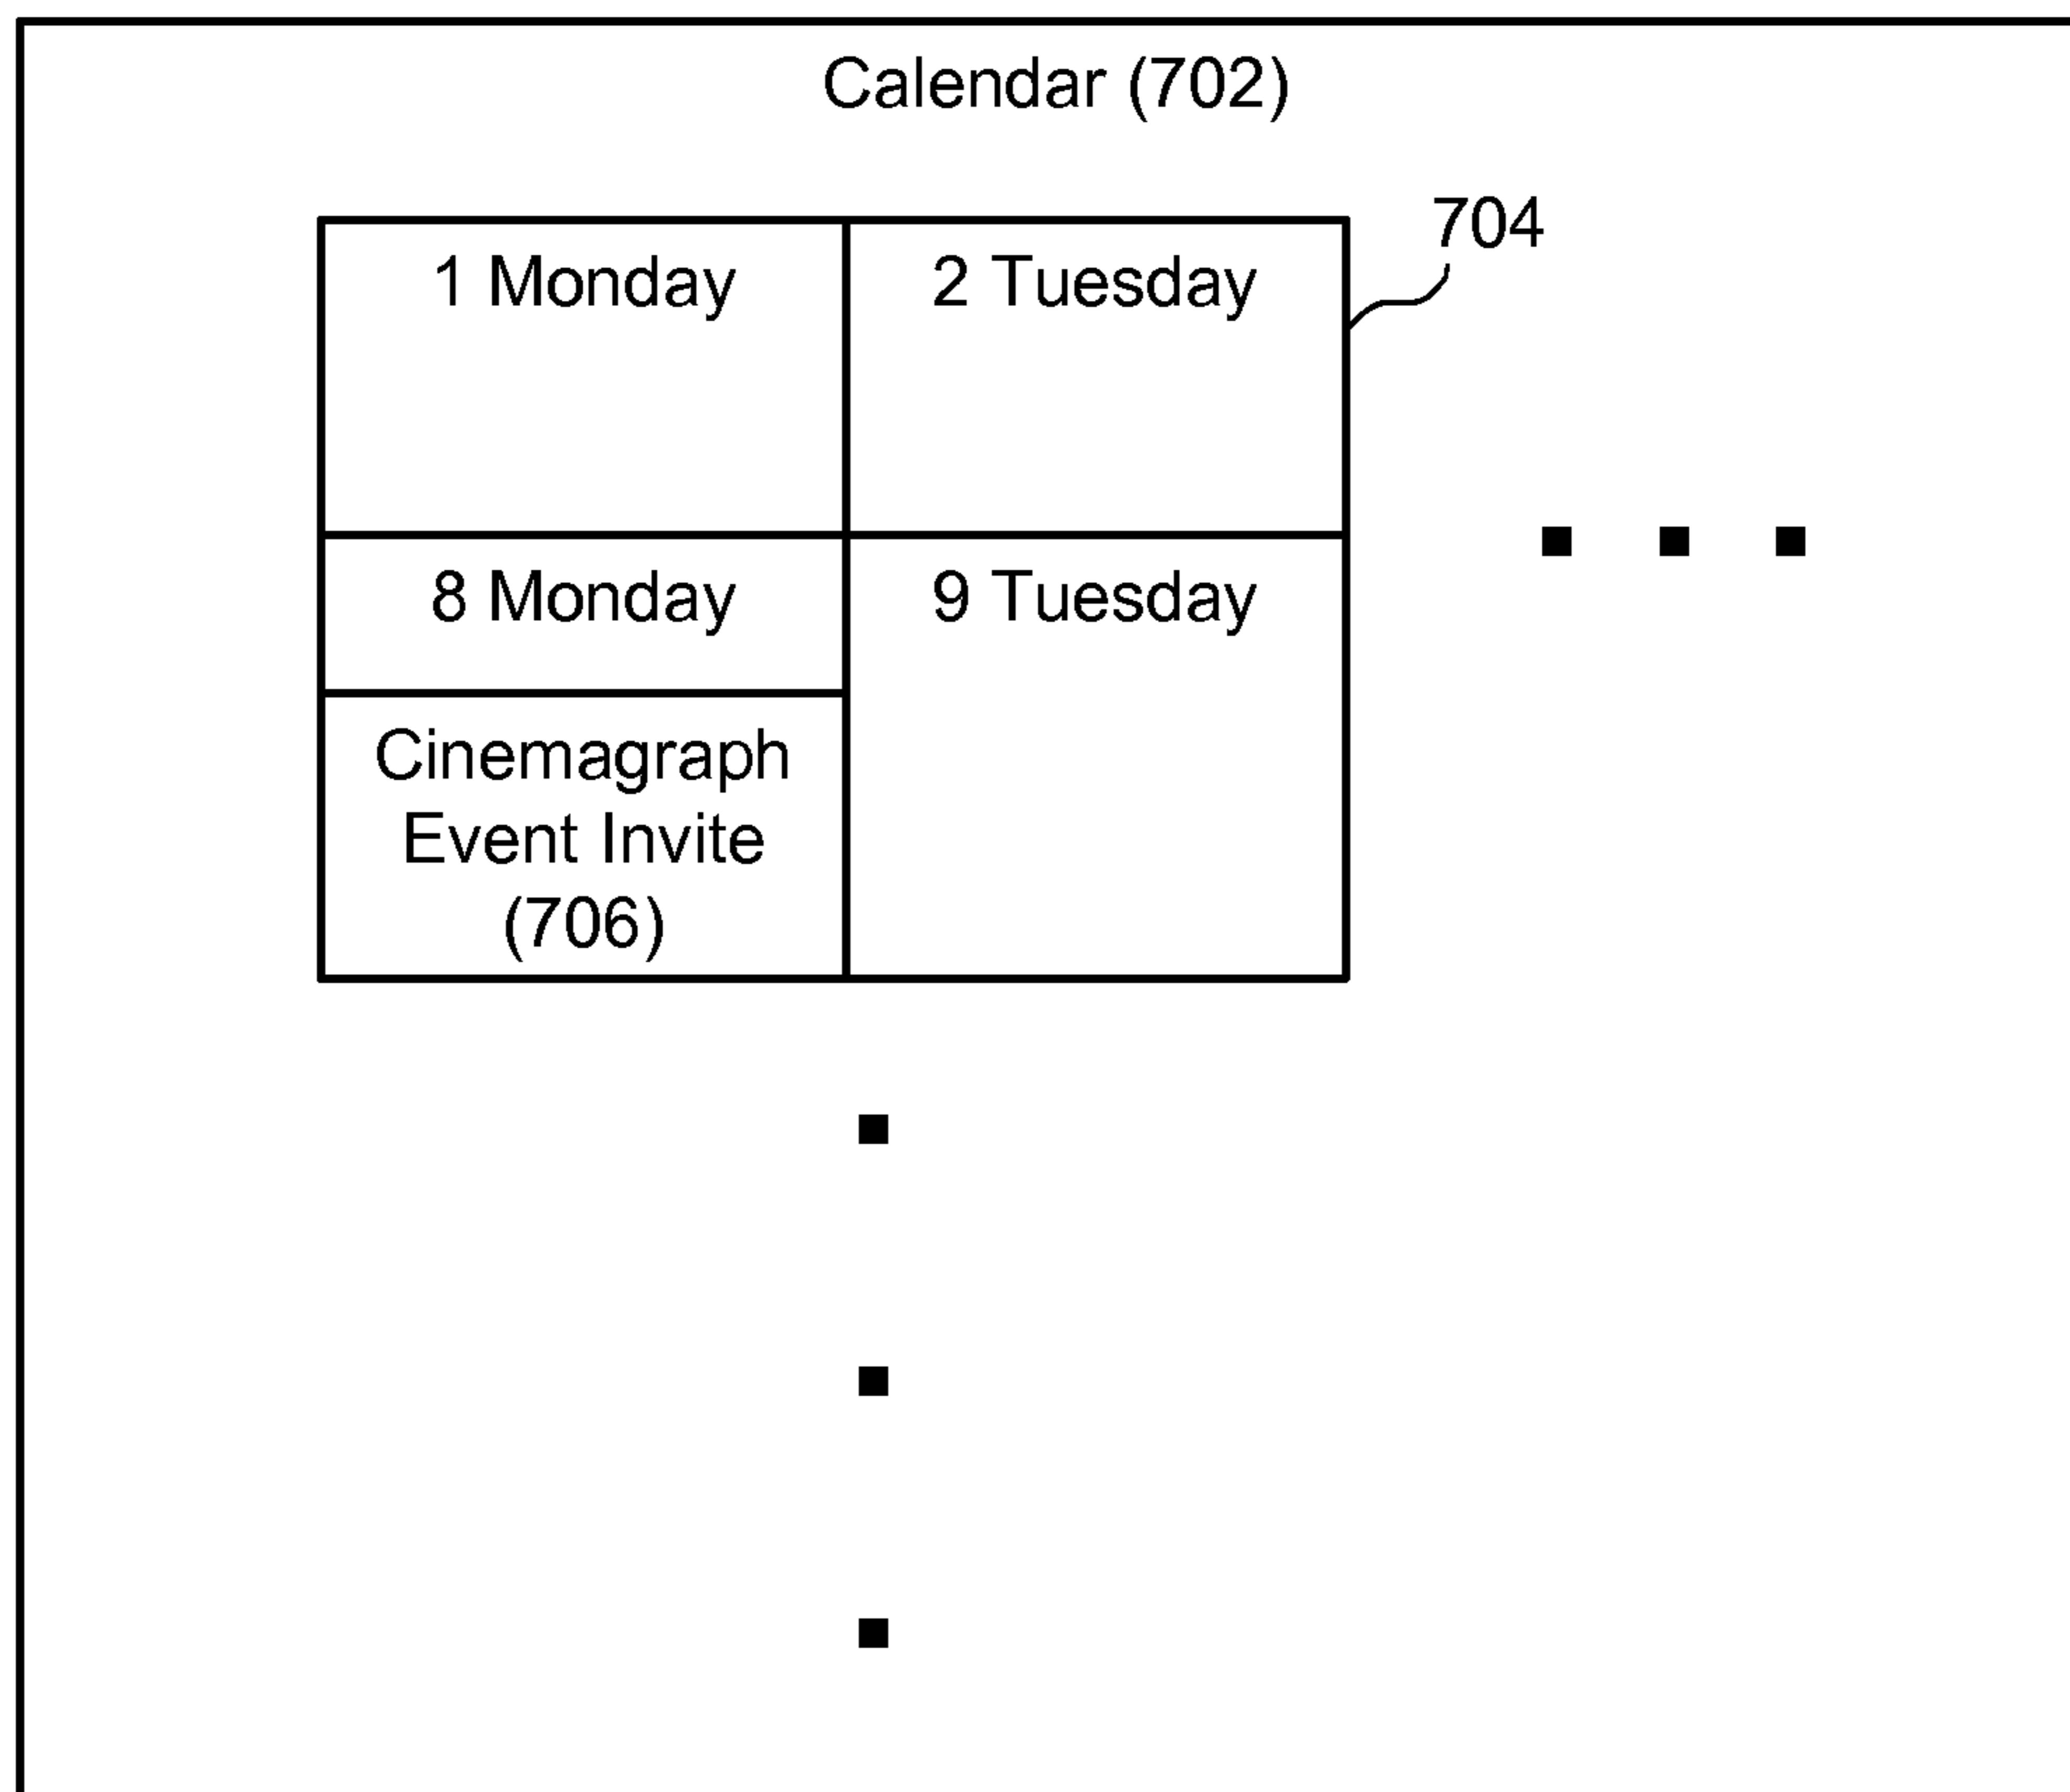 Calendar (702)
704
1 Monday
2 Tuesday
8 Monday
9 Tuesday
Cinemagraph
Event Invite
(706)